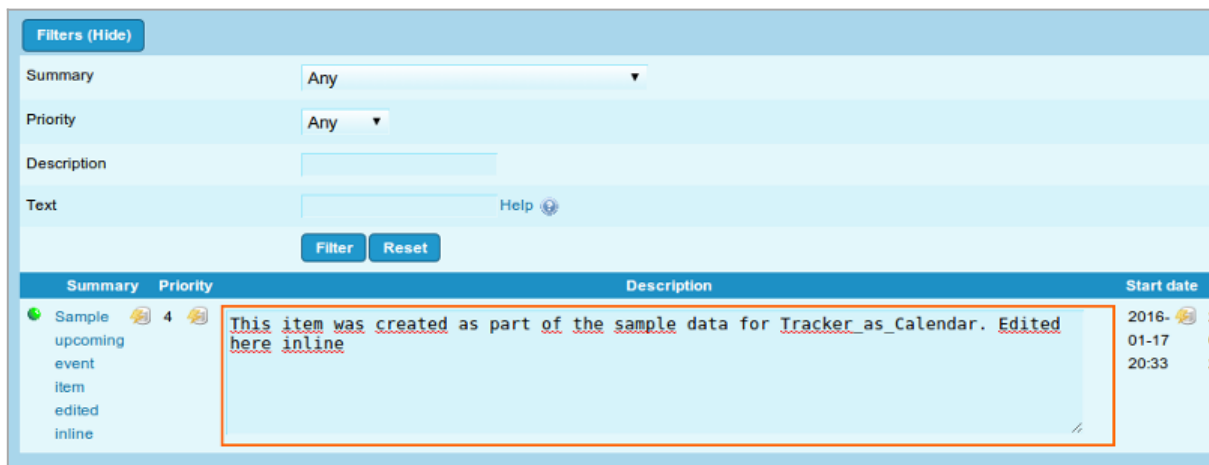 Filters (Hide)
Summary Any
Priority Any
Description
Text Help
Filter Reset
Summary Priority Description Start date
Sample 4 This item was created as part of the sample data for Tracker_as_Calendar. Edited 2016-
upcoming here inline 01-17
event 20:33
item
edited
inline